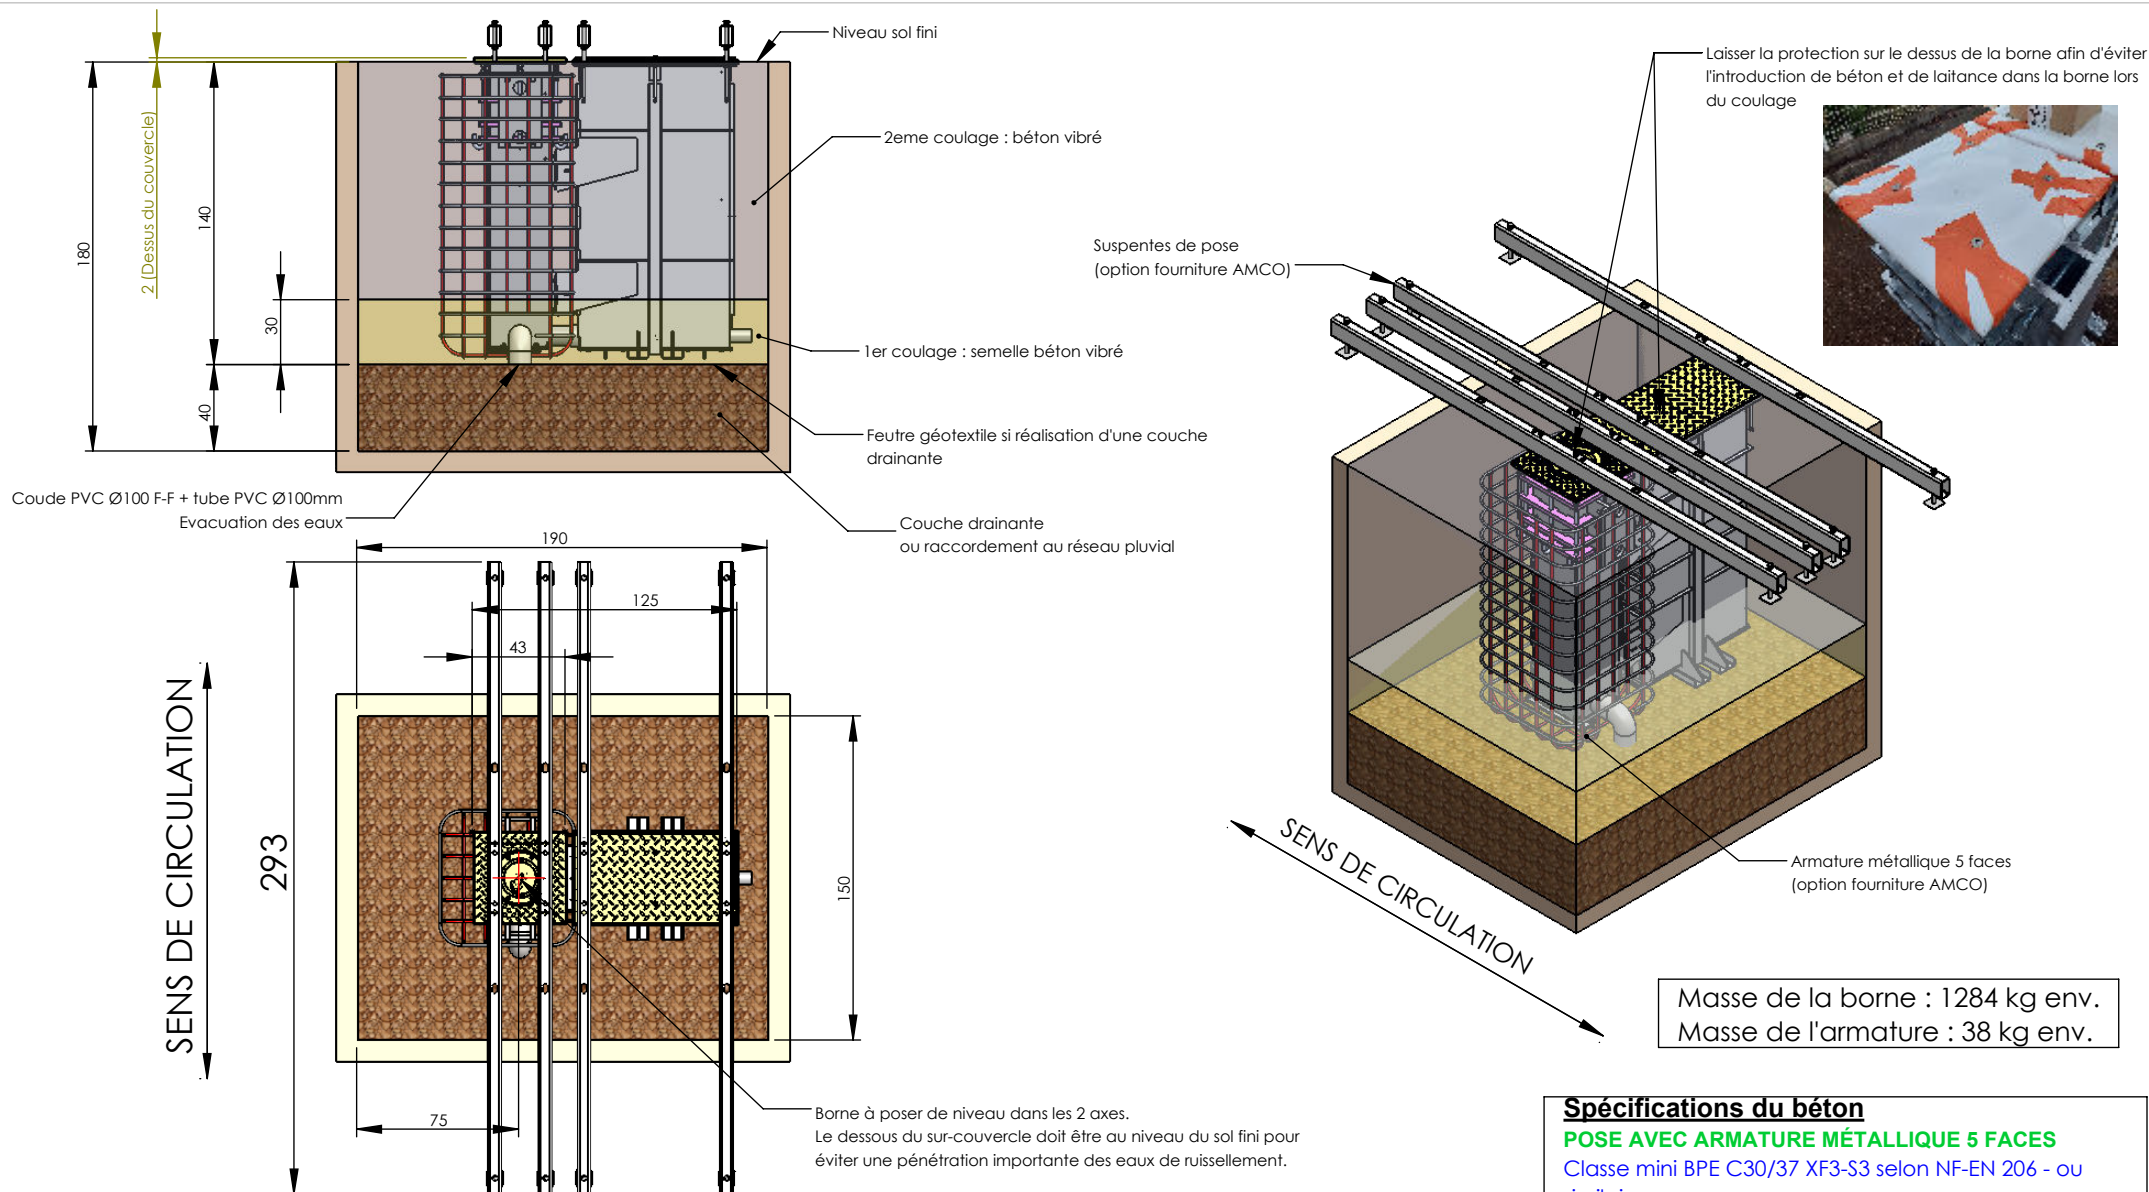 Niveau sol fini
2 (Dessus du couvercle)
180
140
30
40
2eme coulage : béton vibré
1er coulage : semelle béton vibré
Feutre géotextile si réalisation d'une couche
drainante
Coude PVC Ø100 F-F + tube PVC Ø100mm
Evacuation des eaux
Couche drainante
ou raccordement au réseau pluvial
190
125
43
SENS DE CIRCULATION
293
150
75
Borne à poser de niveau dans les 2 axes.
Le dessous du sur-couvercle doit être au niveau du sol fini pour
éviter une pénétration importante des eaux de ruissellement.
Laisser la protection sur le dessus de la borne afin d'éviter
l'introduction de béton et de laitance dans la borne lors
du coulage
Suspentes de pose
(option fourniture AMCO)
SENS DE CIRCULATION
Armature métallique 5 faces
(option fourniture AMCO)
Masse de la borne : 1284 kg env.
Masse de l'armature : 38 kg env.
Spécifications du béton
POSE AVEC ARMATURE MÉTALLIQUE 5 FACES
Classe mini BPE C30/37 XF3-S3 selon NF-EN 206 - ou